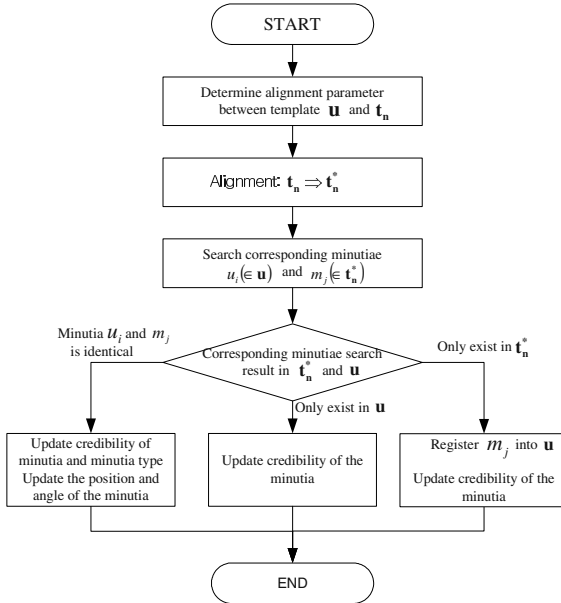 START
Determine alignment parameter
between template u and tₙ
Alignment: tₙ ⇒ tₙ*
Search corresponding minutiae
uᵢ(∈ u) and mⱼ(∈ tₙ*)
Minutia uᵢ and mⱼ
is identical
Corresponding minutiae search
result in tₙ* and u
Only exist in tₙ*
Only exist in u
Update credibility of
minutia and minutia type
Update the position and
angle of the minutia
Update credibility of the
minutia
Register mⱼ into u
Update credibility of the
minutia
END